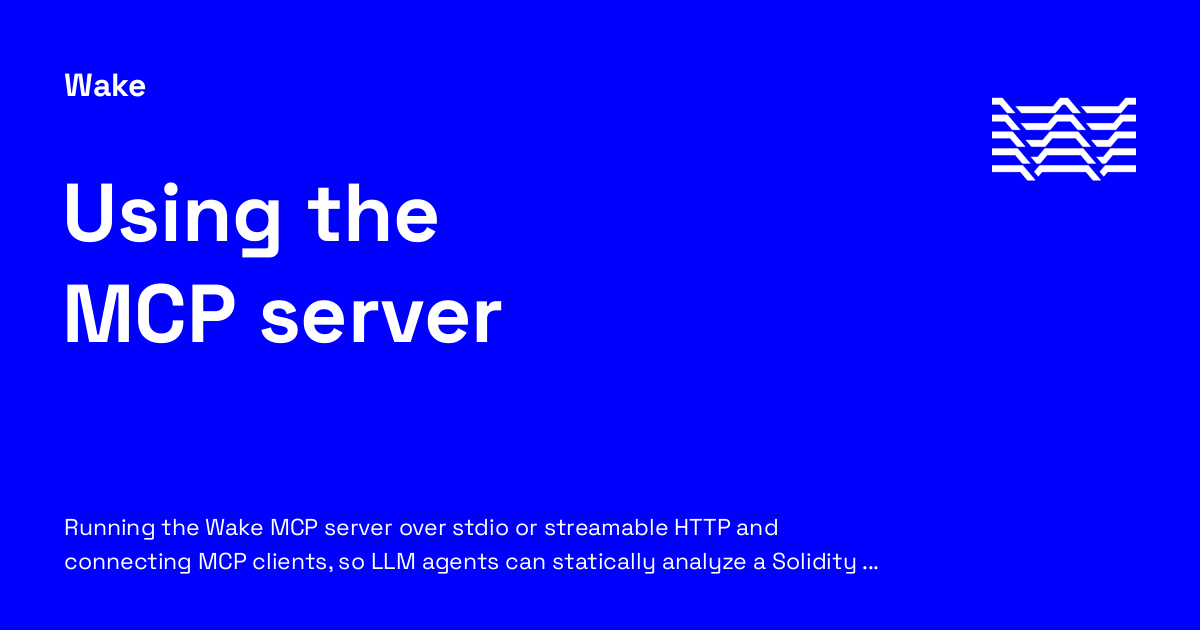 Wake
Using the
MCP server
Running the Wake MCP server over stdio or streamable HTTP and
connecting MCP clients, so LLM agents can statically analyze a Solidity ...